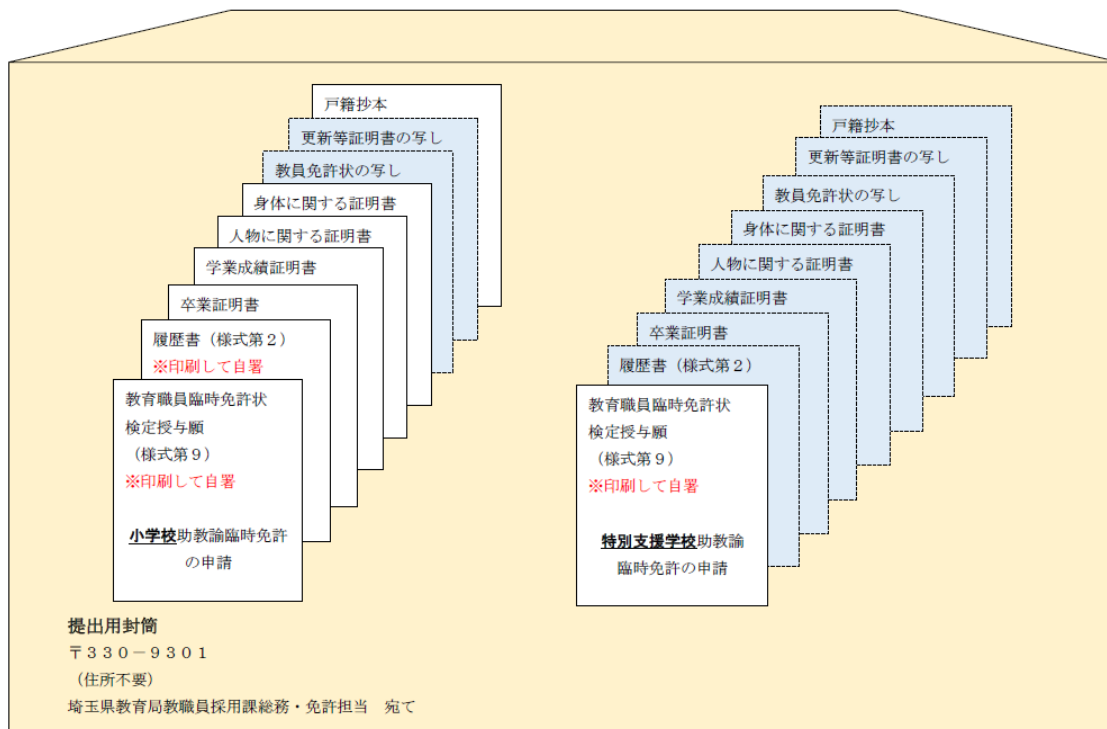 戸籍抄本
更新等証明書の写し
教員免許状の写し
身体に関する証明書
人物に関する証明書
学業成績証明書
卒業証明書
履歴書（様式第２）
※印刷して自署
教育職員臨時免許状
検定授与願
（様式第９）
※印刷して自署
小学校助教諭臨時免許
の申請
戸籍抄本
更新等証明書の写し
教員免許状の写し
身体に関する証明書
人物に関する証明書
学業成績証明書
卒業証明書
履歴書（様式第２）
教育職員臨時免許状
検定授与願
（様式第９）
※印刷して自署
特別支援学校助教諭
臨時免許の申請
提出用封筒
〒３３０－９３０１
（住所不要）
埼玉県教育局教職員採用課総務・免許担当　宛て